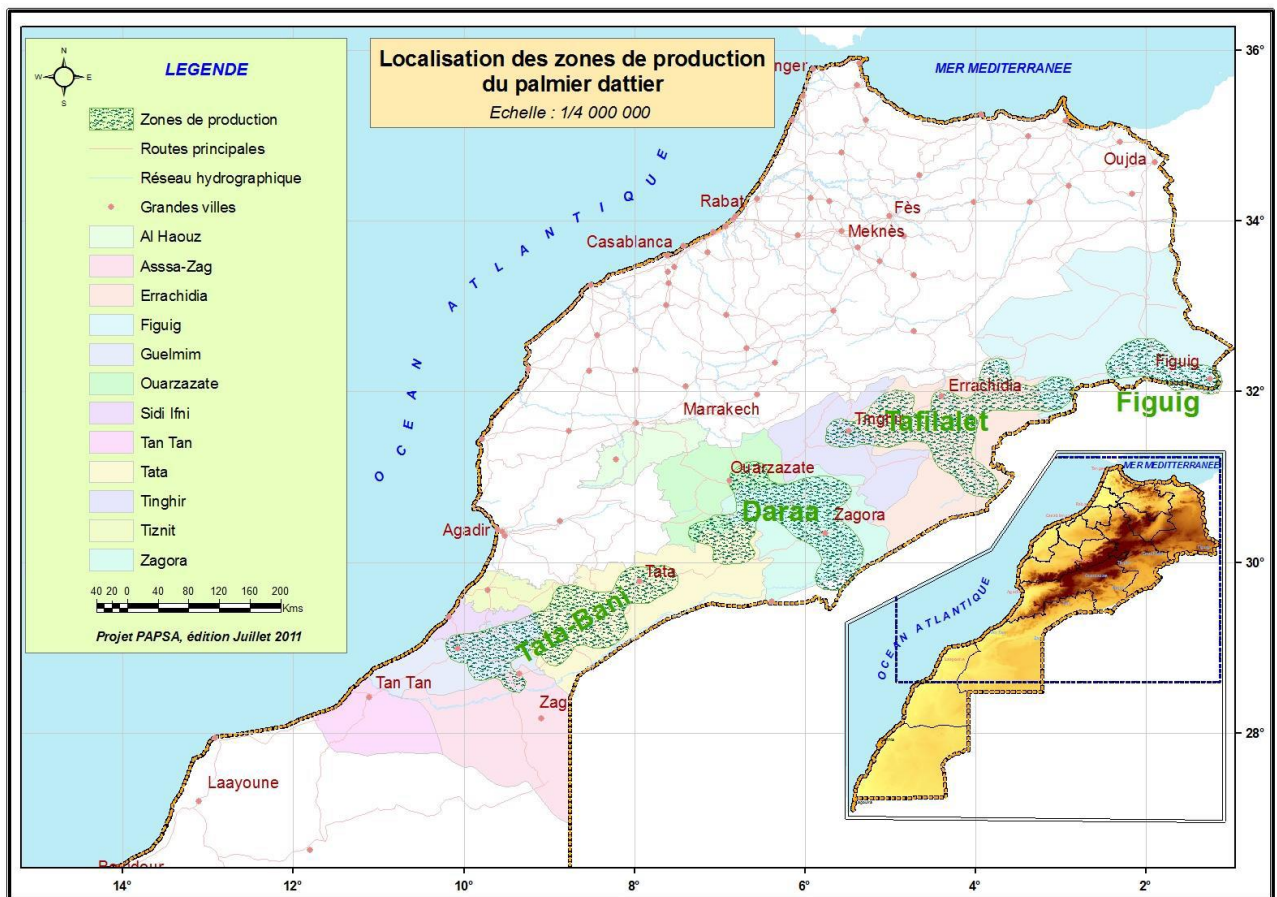 Localisation des zones de production
du palmier dattier
Echelle : 1/4 000 000
N
W
E
S
LEGENDE
Zones de production
Routes principales
Réseau hydrographique
Grandes villes
Al Haouz
Asssa-Zag
Errachidia
Figuig
Guelmim
Ouarzazate
Sidi Ifni
Tan Tan
Tata
Tinghir
Tiznit
Zagora
40 20 0 40 80 120 160 200
Kms
Projet PAPSA, édition Juillet 2011
MER MEDITERRANEE
OCEAN ATLANTIQUE
nger
Oujda
Rabat
Fès
Meknès
Casablanca
Figuig
Errachidia
Figuig
Marrakech
Tafilalet
Ouarzazate
Daraa
Zagora
Agadir
Tata
Tata-Bani
Tan Tan
Zag
Laayoune
MER MEDITERRANEE
OCEAN ATLANTIQUE
36°
34°
32°
30°
28°
14°
12°
10°
8°
6°
4°
2°